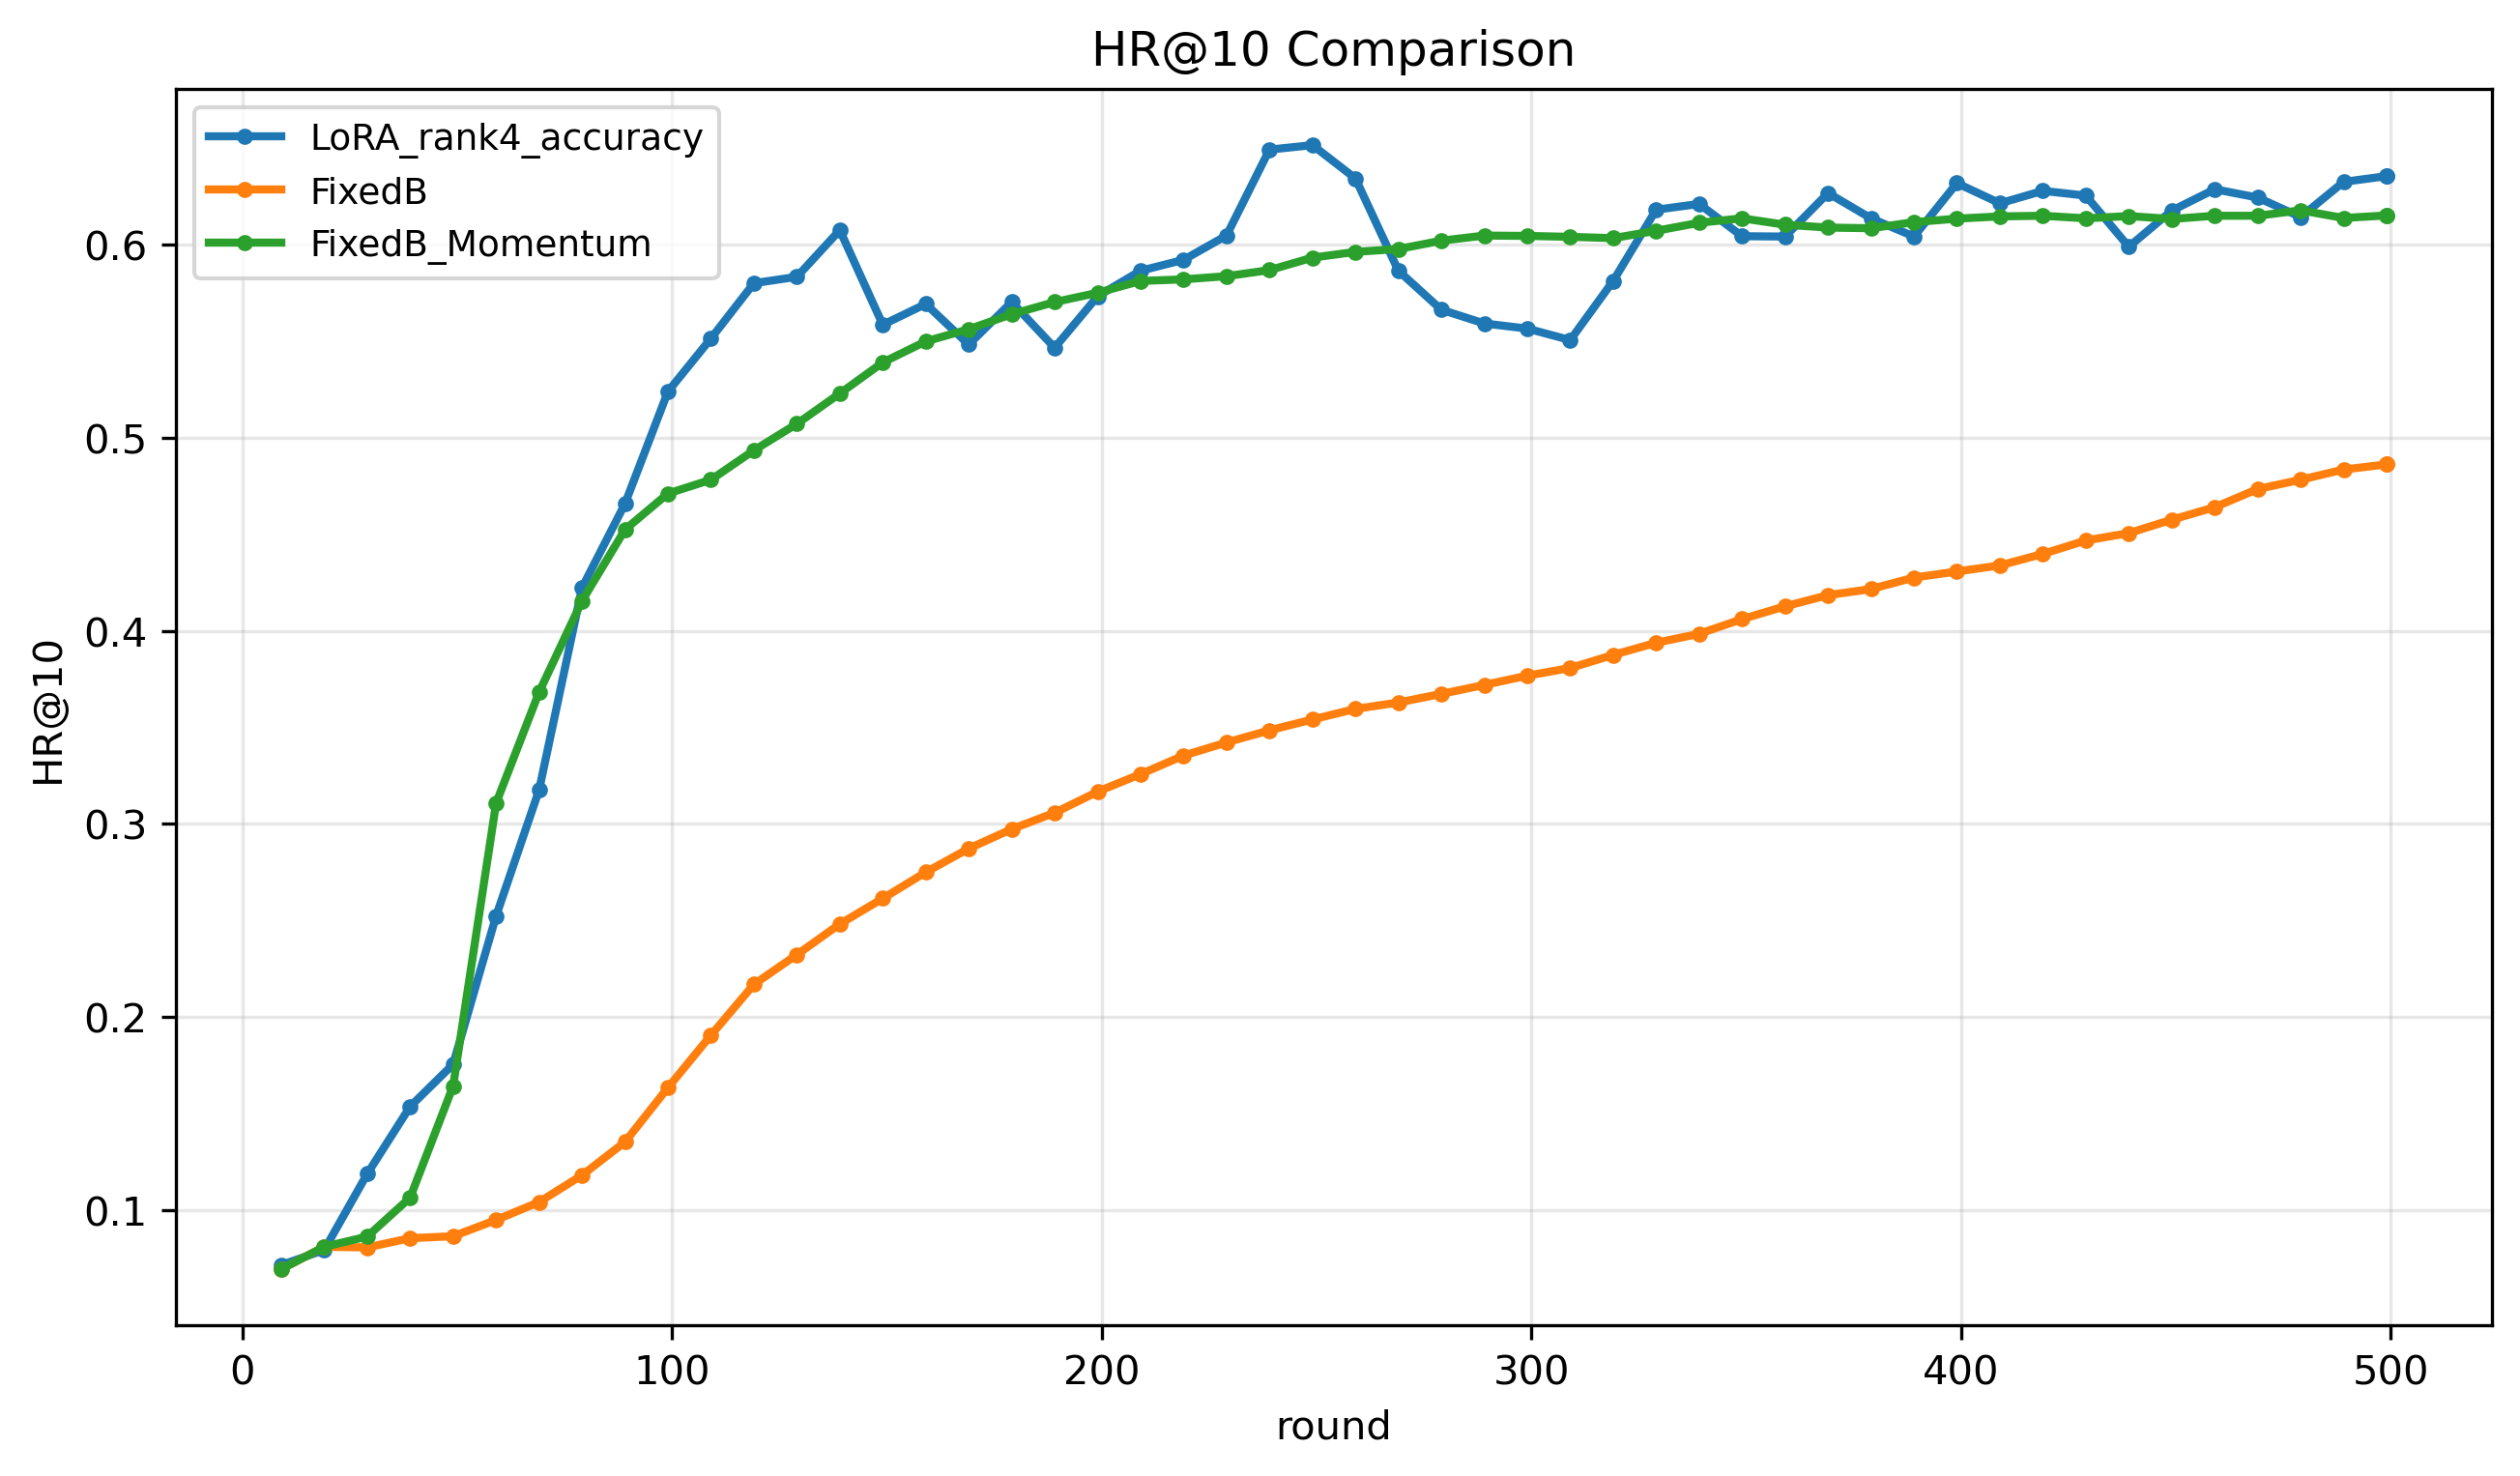 HR@10 Comparison
LoRA_rank4_accuracy
FixedB
FixedB_Momentum
HR@10
0.6
0.5
0.4
0.3
0.2
0.1
0 100 200 300 400 500
round